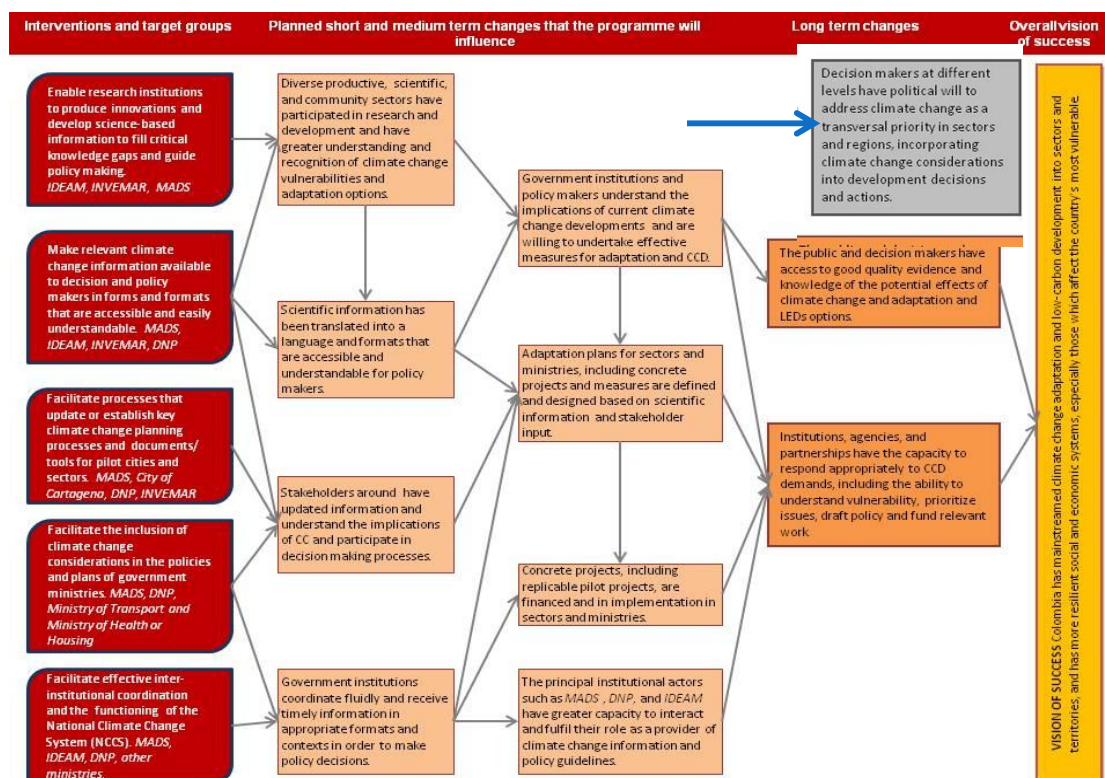 Interventions and target groups
Planned short and medium term changes that the programme will
influence
Long term changes
Overall vision
of success
Enable research institutions
to produce innovations and
develop science-based
information to fill critical
knowledge gaps and guide
policy making.
IDEAM, INVEMAR, MADS
Make relevant climate
change information available
to decision and policy
makers in forms and formats
that are accessible and easily
understandable. MADS,
IDEAM, INVEMAR, DNP
Facilitate processes that
update or establish key
climate change planning
processes and documents/
tools for pilot cities and
sectors. MADS, City of
Cartagena, DNP, INVEMAR
Facilitate the inclusion of
climate change
considerations in the policies
and plans of government
ministries. MADS, DNP,
Ministry of Transport and
Ministry of Health or
Housing
Facilitate effective inter-
institutional coordination
and the functioning of the
National Climate Change
System (NCCS). MADS,
IDEAM, DNP, other
ministries.
Diverse productive, scientific,
and community sectors have
participated in research and
development and have
greater understanding and
recognition of climate change
vulnerabilities and
adaptation options.
Scientific information has
been translated into a
language and formats that
are accessible and
understandable for policy
makers.
Stakeholders around have
updated information and
understand the implications
of CC and participate in
decision making processes.
Government institutions
coordinate fluidly and receive
timely information in
appropriate formats and
contexts in order to make
policy decisions.
Government institutions and
policy makers understand the
implications of current climate
change developments and are
willing to undertake effective
measures for adaptation and CCD.
Adaptation plans for sectors and
ministries, including concrete
projects and measures are defined
and designed based on scientific
information and stakeholder
input.
Concrete projects, including
replicable pilot projects, are
financed and in implementation in
sectors and ministries.
The principal institutional actors
such as MADS , DNP, and IDEAM
have greater capacity to interact
and fulfil their role as a provider of
climate change information and
policy guidelines.
Decision makers at different
levels have political will to
address climate change as a
transversal priority in sectors
and regions, incorporating
climate change considerations
into development decisions
and actions.
The public and decision makers have
access to good quality evidence and
knowledge of the potential effects of
climate change and adaptation and
LEDs options.
Institutions, agencies, and
partnerships have the capacity to
respond appropriately to CCD
demands, including the ability to
understand vulnerability, prioritize
issues, draft policy and fund relevant
work
VISION OF SUCCESS Colombia has mainstreamed climate change adaptation and low-carbon development into sectors and
territories, and has more resilient social and economic systems, especially those which affect the country's most vulnerable